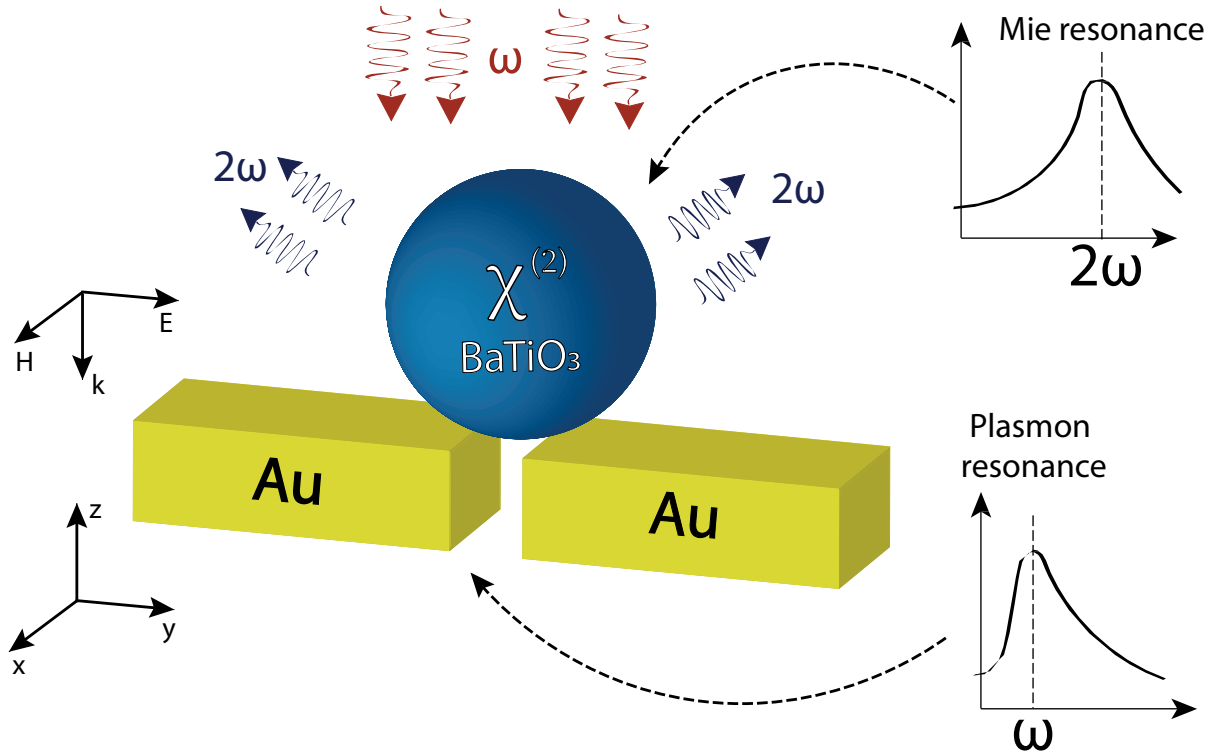 Mie resonance
ω
2ω
2ω
χ(2)
BaTiO3
2ω
E
H
k
Au
Au
Plasmon
resonance
z
y
x
ω